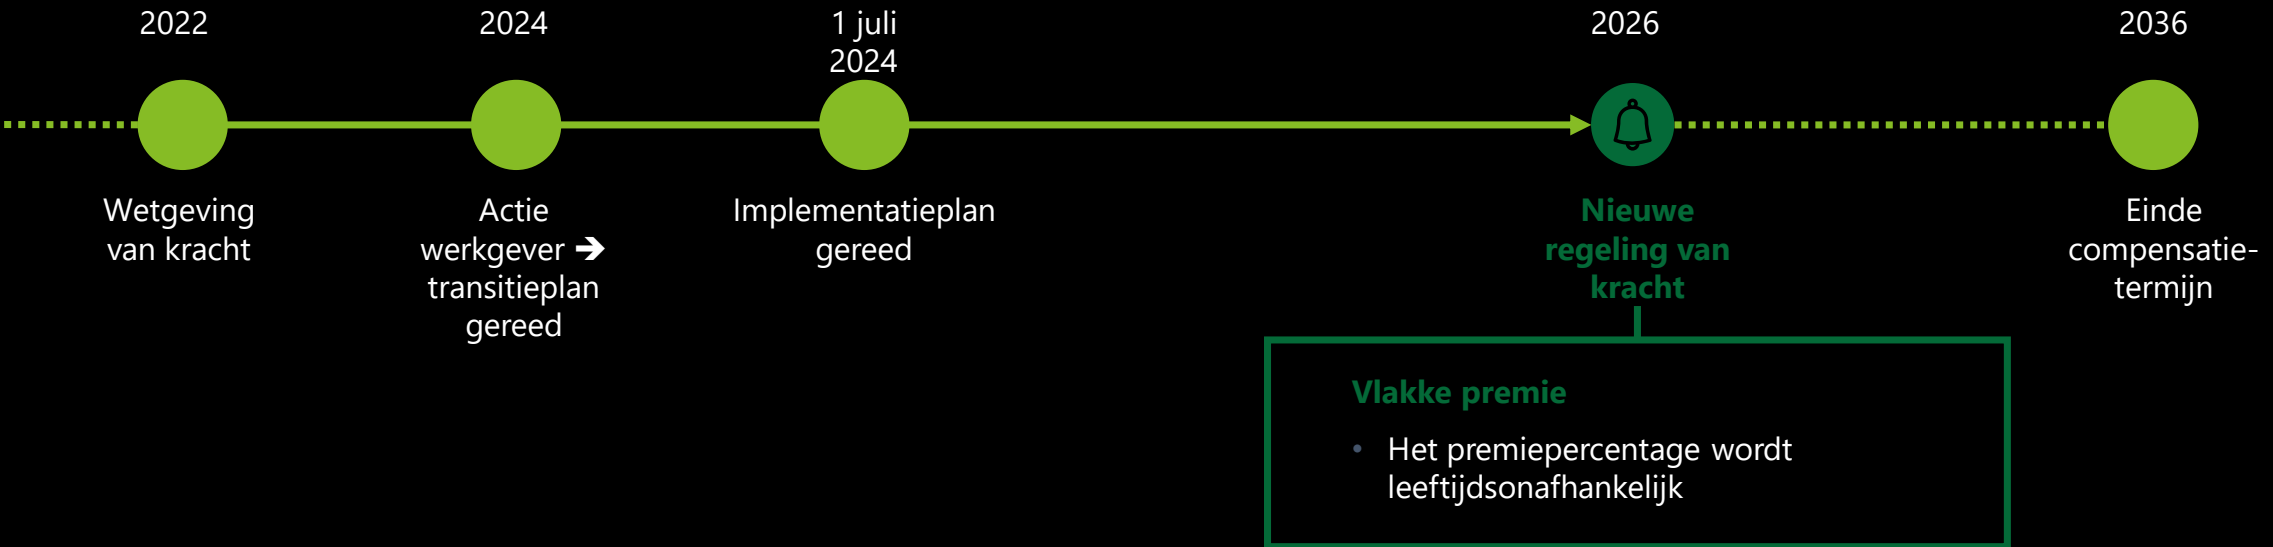 2022
2024
1 juli
2024
2026
2036
Wetgeving
van kracht
Actie
werkgever ➔
transitieplan
gereed
Implementatieplan
gereed
Nieuwe
regeling van
kracht
Einde
compensatie-
termijn
Vlakke premie
• Het premiepercentage wordt
leeftijdsonafhankelijk